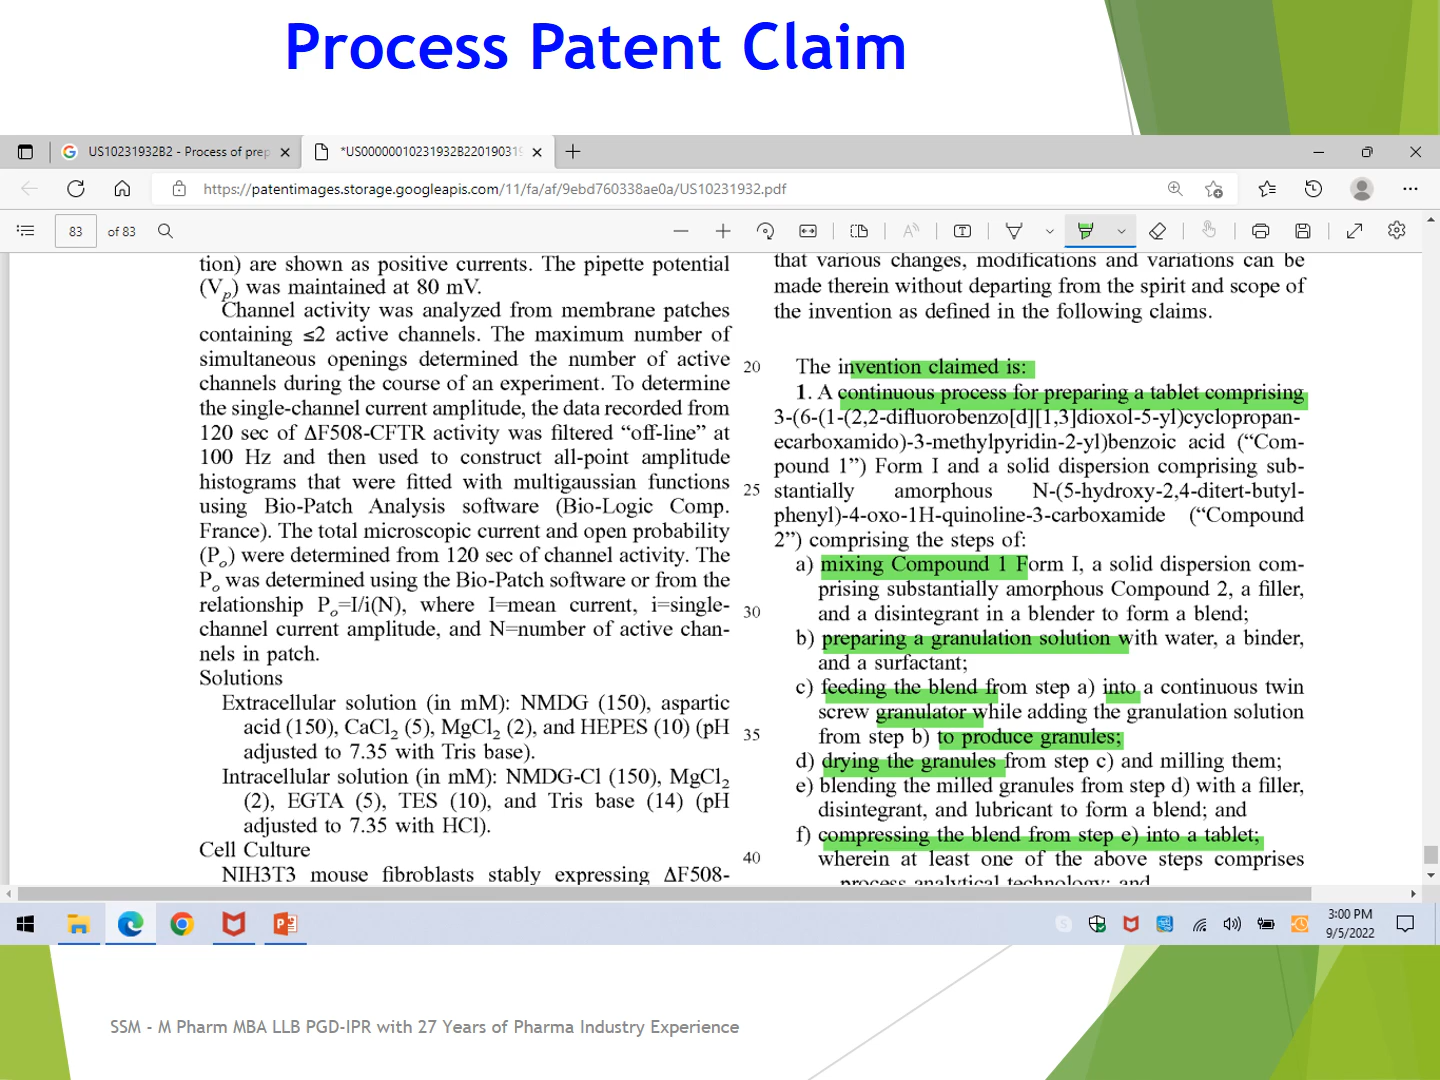 Process Patent Claim
US10231932B2 - Process of prep
*US00000010231932B220190319
https://patentimages.storage.googleapis.com/11/fa/af/9ebd760338ae0a/US10231932.pdf
83 of 83
tion) are shown as positive currents. The pipette potential
(Vp) was maintained at 80 mV.
Channel activity was analyzed from membrane patches
containing ≤2 active channels. The maximum number of
simultaneous openings determined the number of active
channels during the course of an experiment. To determine
the single-channel current amplitude, the data recorded from
120 sec of ΔF508-CFTR activity was filtered “off-line” at
100 Hz and then used to construct all-point amplitude
histograms that were fitted with multigaussian functions
using Bio-Patch Analysis software (Bio-Logic Comp.
France). The total microscopic current and open probability
(Po) were determined from 120 sec of channel activity. The
Po was determined using the Bio-Patch software or from the
relationship Po=I/i(N), where I=mean current, i=single-
channel current amplitude, and N=number of active chan-
nels in patch.
Solutions
Extracellular solution (in mM): NMDG (150), aspartic
acid (150), CaCl2 (5), MgCl2 (2), and HEPES (10) (pH
adjusted to 7.35 with Tris base).
Intracellular solution (in mM): NMDG-Cl (150), MgCl2
(2), EGTA (5), TES (10), and Tris base (14) (pH
adjusted to 7.35 with HCl).
Cell Culture
NIH3T3 mouse fibroblasts stably expressing ΔF508-
that various changes, modifications and variations can be
made therein without departing from the spirit and scope of
the invention as defined in the following claims.
20 The invention claimed is:
1. A continuous process for preparing a tablet comprising
3-(6-(1-(2,2-difluorobenzo[d][1,3]dioxol-5-yl)cyclopropan-
ecarboxamido)-3-methylpyridin-2-yl)benzoic acid (“Com-
pound 1”) Form I and a solid dispersion comprising sub-
25 stantially amorphous N-(5-hydroxy-2,4-ditert-butyl-
phenyl)-4-oxo-1H-quinoline-3-carboxamide (“Compound
2”) comprising the steps of:
a) mixing Compound 1 Form I, a solid dispersion com-
prising substantially amorphous Compound 2, a filler,
30 and a disintegrant in a blender to form a blend;
b) preparing a granulation solution with water, a binder,
and a surfactant;
c) feeding the blend from step a) into a continuous twin
screw granulator while adding the granulation solution
35 from step b) to produce granules;
d) drying the granules from step c) and milling them;
e) blending the milled granules from step d) with a filler,
disintegrant, and lubricant to form a blend; and
f) compressing the blend from step e) into a tablet;
40 wherein at least one of the above steps comprises
process analytical technology; and
3:00 PM
9/5/2022
SSM - M Pharm MBA LLB PGD-IPR with 27 Years of Pharma Industry Experience